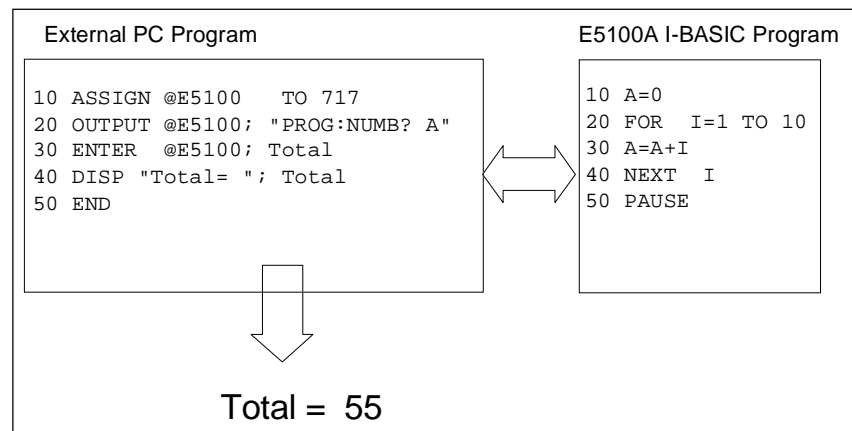 External PC Program
10 ASSIGN @E5100   TO 717
20 OUTPUT @E5100; "PROG:NUMB? A"
30 ENTER  @E5100; Total
40 DISP "Total= "; Total
50 END
E5100A I-BASIC Program
10 A=0
20 FOR  I=1 TO 10
30 A=A+I
40 NEXT  I
50 PAUSE
Total = 55